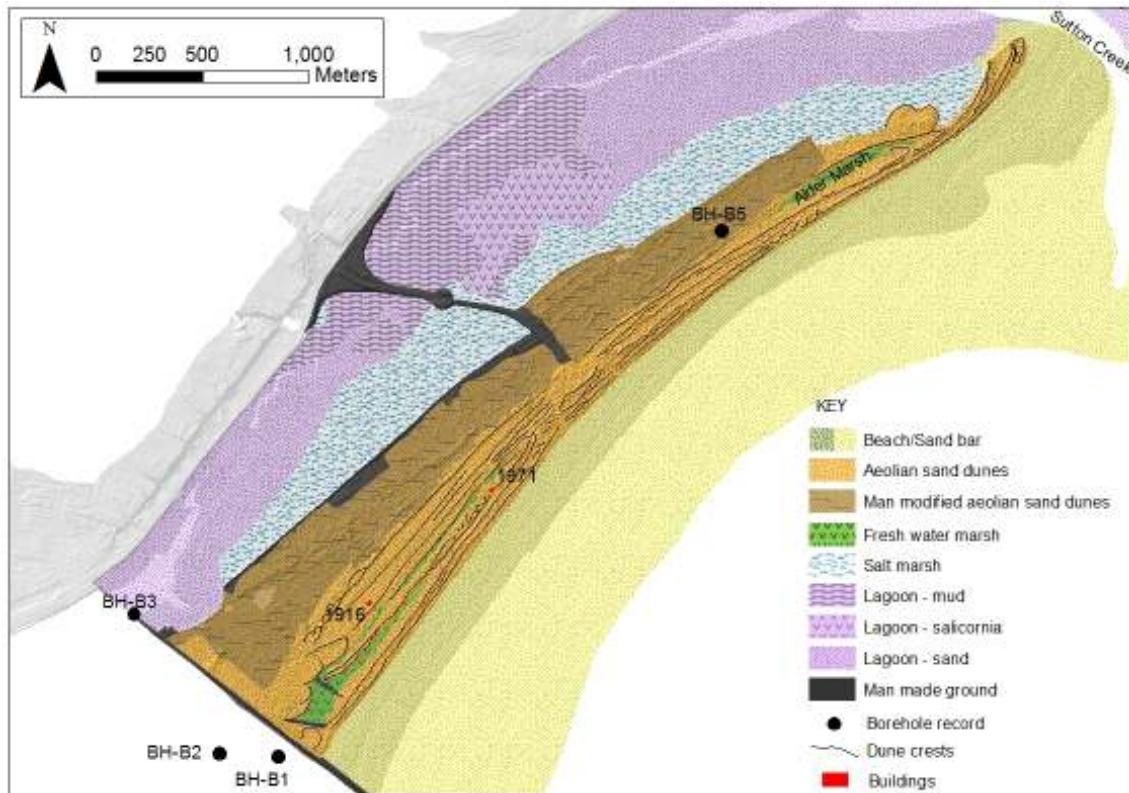 N
0 250 500 1,000
Meters
Sutton Creek
Alder Marsh
BH-B5
1971
1916
BH-B3
BH-B2
BH-B1
KEY
Beach/Sand bar
Aeolian sand dunes
Man modified aeolian sand dunes
Fresh water marsh
Salt marsh
Lagoon - mud
Lagoon - salicornia
Lagoon - sand
Man made ground
Borehole record
Dune crests
Buildings